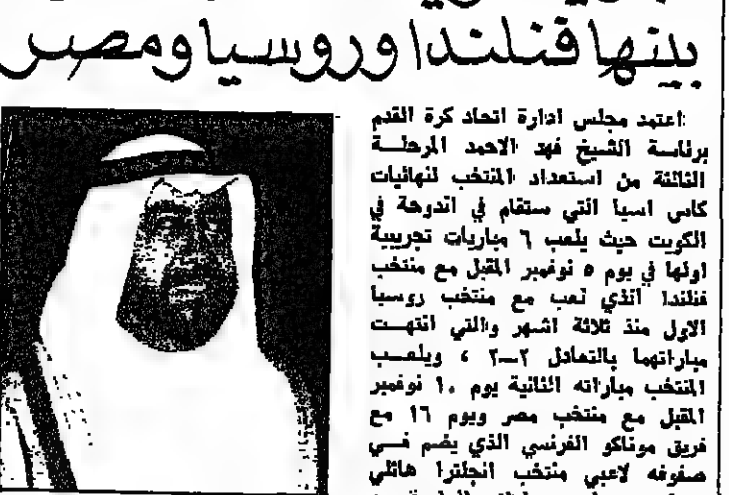 بينها فنلندا وروسيا ومصر
اعتمد مجلس ادارة اتحاد كرة القدم
برئاسة الشيخ فهد الاحمد المرحلة
الثالثة من استعداد المنتخب لنهائيات
كاس اسيا التي ستقام في الدوحة في
الكويت حيث يلعب ٦ مباريات تجريبية
اولها في يوم ٥ نوفمبر المقبل مع منتخب
فنلندا الذي لعب مع منتخب روسيا
الاول منذ ثلاثة اشهر والتي انتهت
مباراتهما بالتعادل ٢ــ٢ ، ويلعب
المنتخب مباراته الثانية يوم ١٠ نوفمبر
المقبل مع منتخب مصر ويوم ١٦ مع
فريق موناكو الفرنسي الذي يضم في
صفوفه لاعبي منتخب انجلترا هاتلي